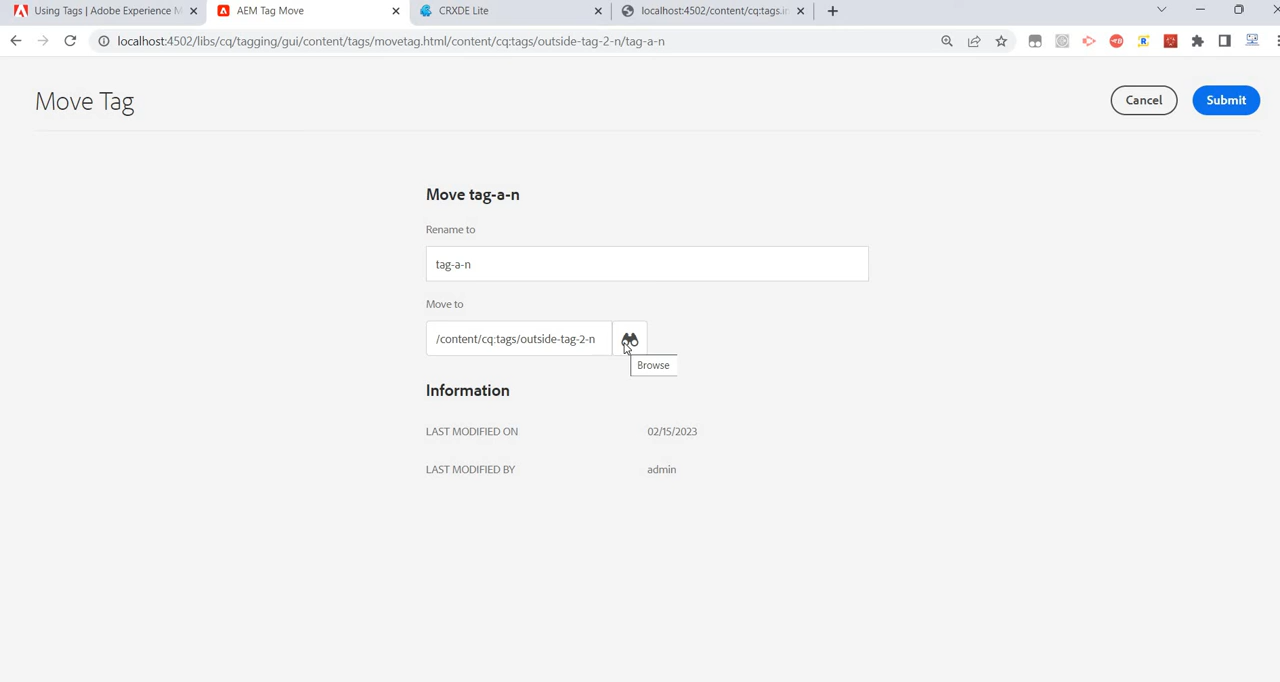 Using Tags | Adobe Experience M
AEM Tag Move
CRXDE Lite
localhost:4502/content/cq:tags.in
localhost:4502/libs/cq/tagging/gui/content/tags/movetag.html/content/cq:tags/outside-tag-2-n/tag-a-n
Move Tag
Cancel
Submit
Move tag-a-n
Rename to
tag-a-n
Move to
/content/cq:tags/outside-tag-2-n
Browse
Information
LAST MODIFIED ON
02/15/2023
LAST MODIFIED BY
admin